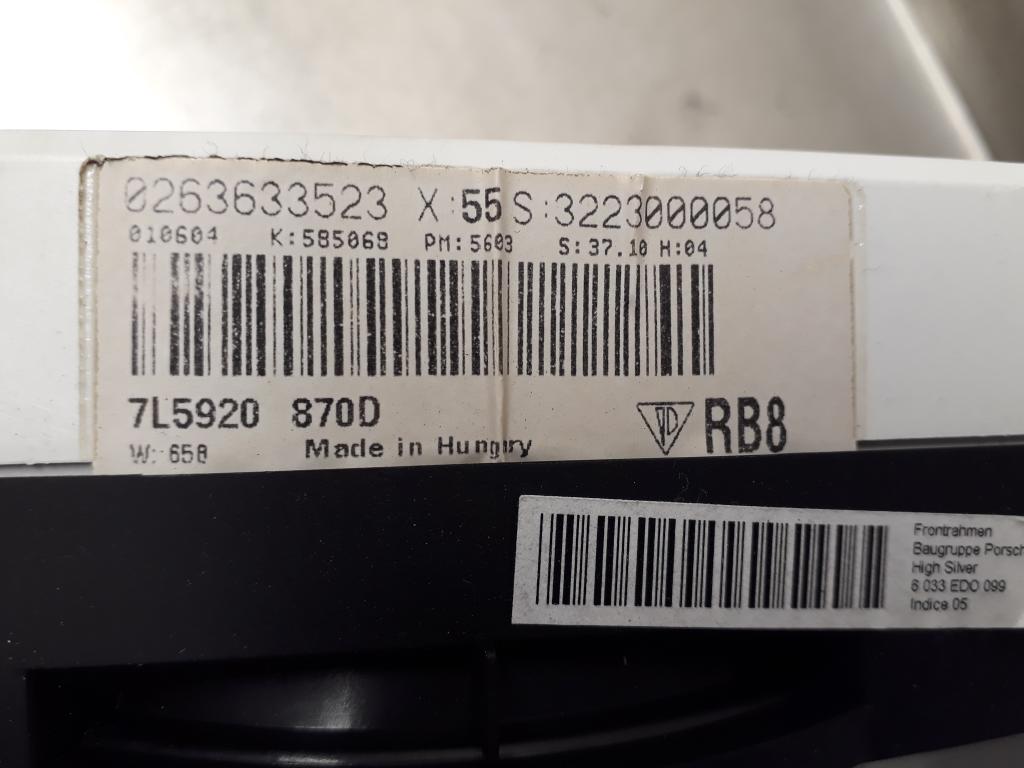 0263633523 X:55 S:3223000058
010604 K:585068 PM:5603 S:37.10 H:04
7L5920 870D RB8
W: 658 Made in Hungry
Frontrahmen
Baugruppe Porsch
High Silver
6 033 EDO 099
Indice 05